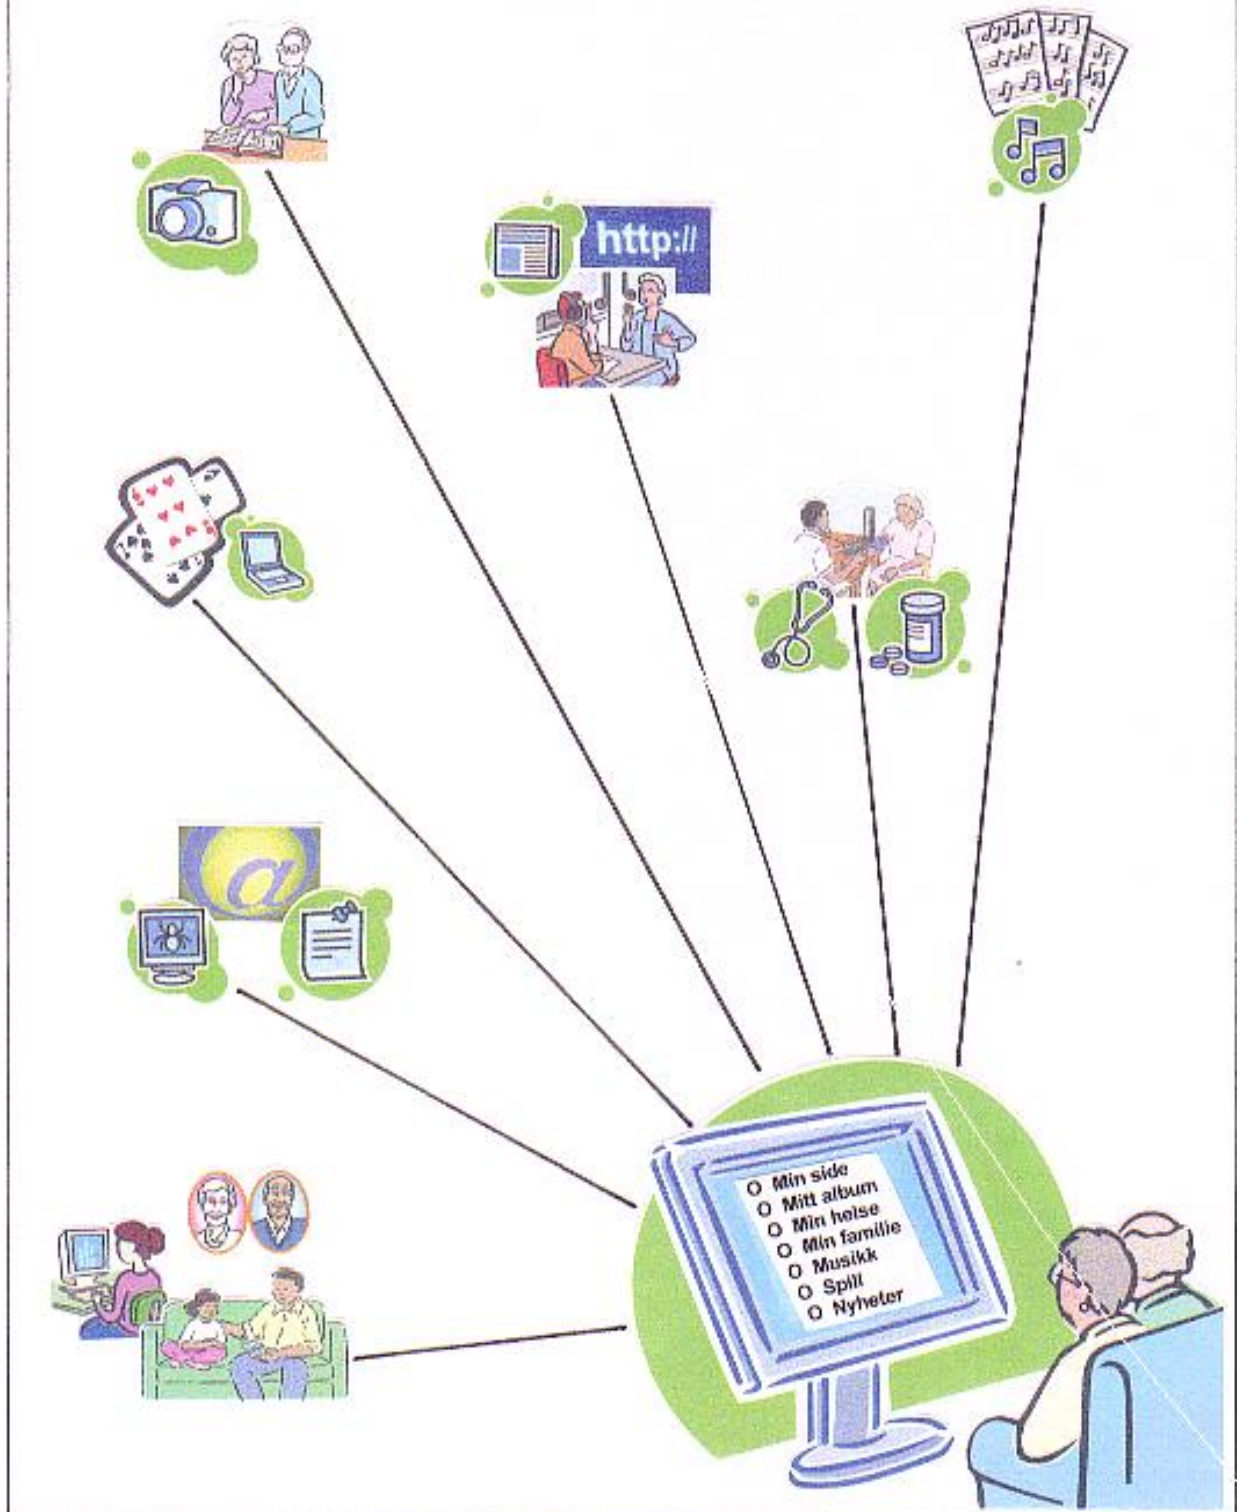 http://
@
O Min side
O Mitt album
O Min helse
O Min familie
O Musikk
O Spill
O Nyheter